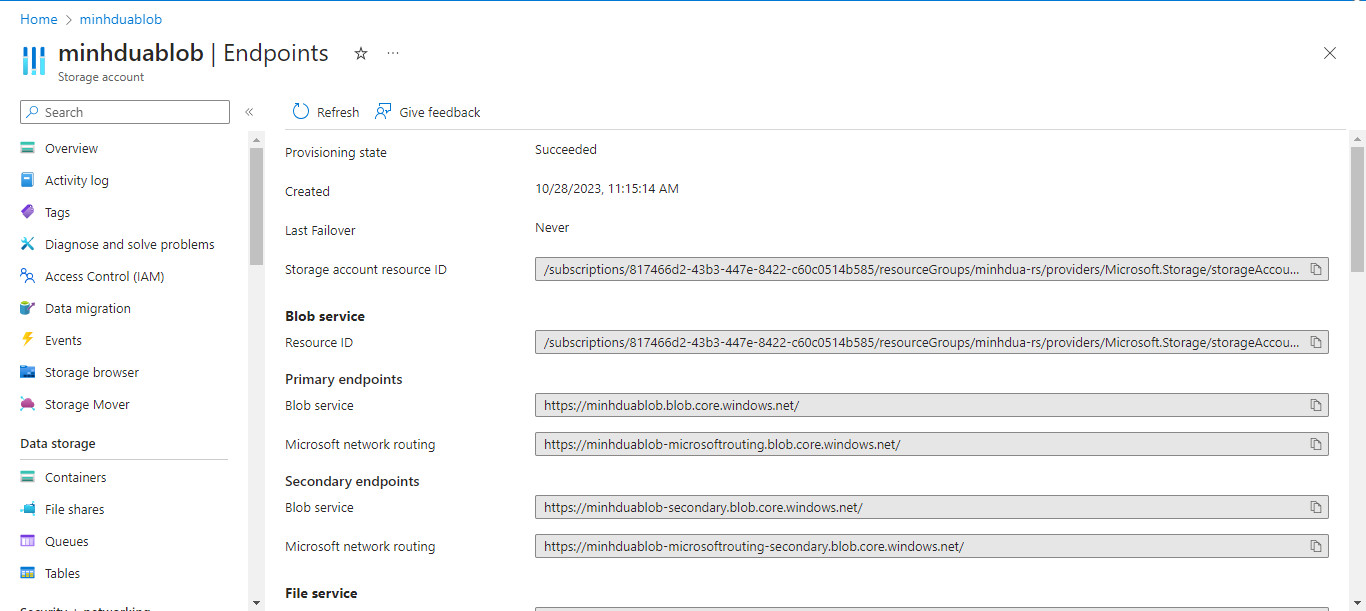 Home > minhduablob
minhduablob | Endpoints ☆ ...
Storage account
Search
Refresh Give feedback
Overview
Activity log
Tags
Diagnose and solve problems
Access Control (IAM)
Data migration
Events
Storage browser
Storage Mover
Data storage
Containers
File shares
Queues
Tables
Security + networking
Provisioning state Succeeded
Created 10/28/2023, 11:15:14 AM
Last Failover Never
Storage account resource ID /subscriptions/817466d2-43b3-447e-8422-c60c0514b585/resourceGroups/minhdua-rs/providers/Microsoft.Storage/storageAccou...
Blob service
Resource ID /subscriptions/817466d2-43b3-447e-8422-c60c0514b585/resourceGroups/minhdua-rs/providers/Microsoft.Storage/storageAccou...
Primary endpoints
Blob service https://minhduablob.blob.core.windows.net/
Microsoft network routing https://minhduablob-microsoftrouting.blob.core.windows.net/
Secondary endpoints
Blob service https://minhduablob-secondary.blob.core.windows.net/
Microsoft network routing https://minhduablob-microsoftrouting-secondary.blob.core.windows.net/
File service